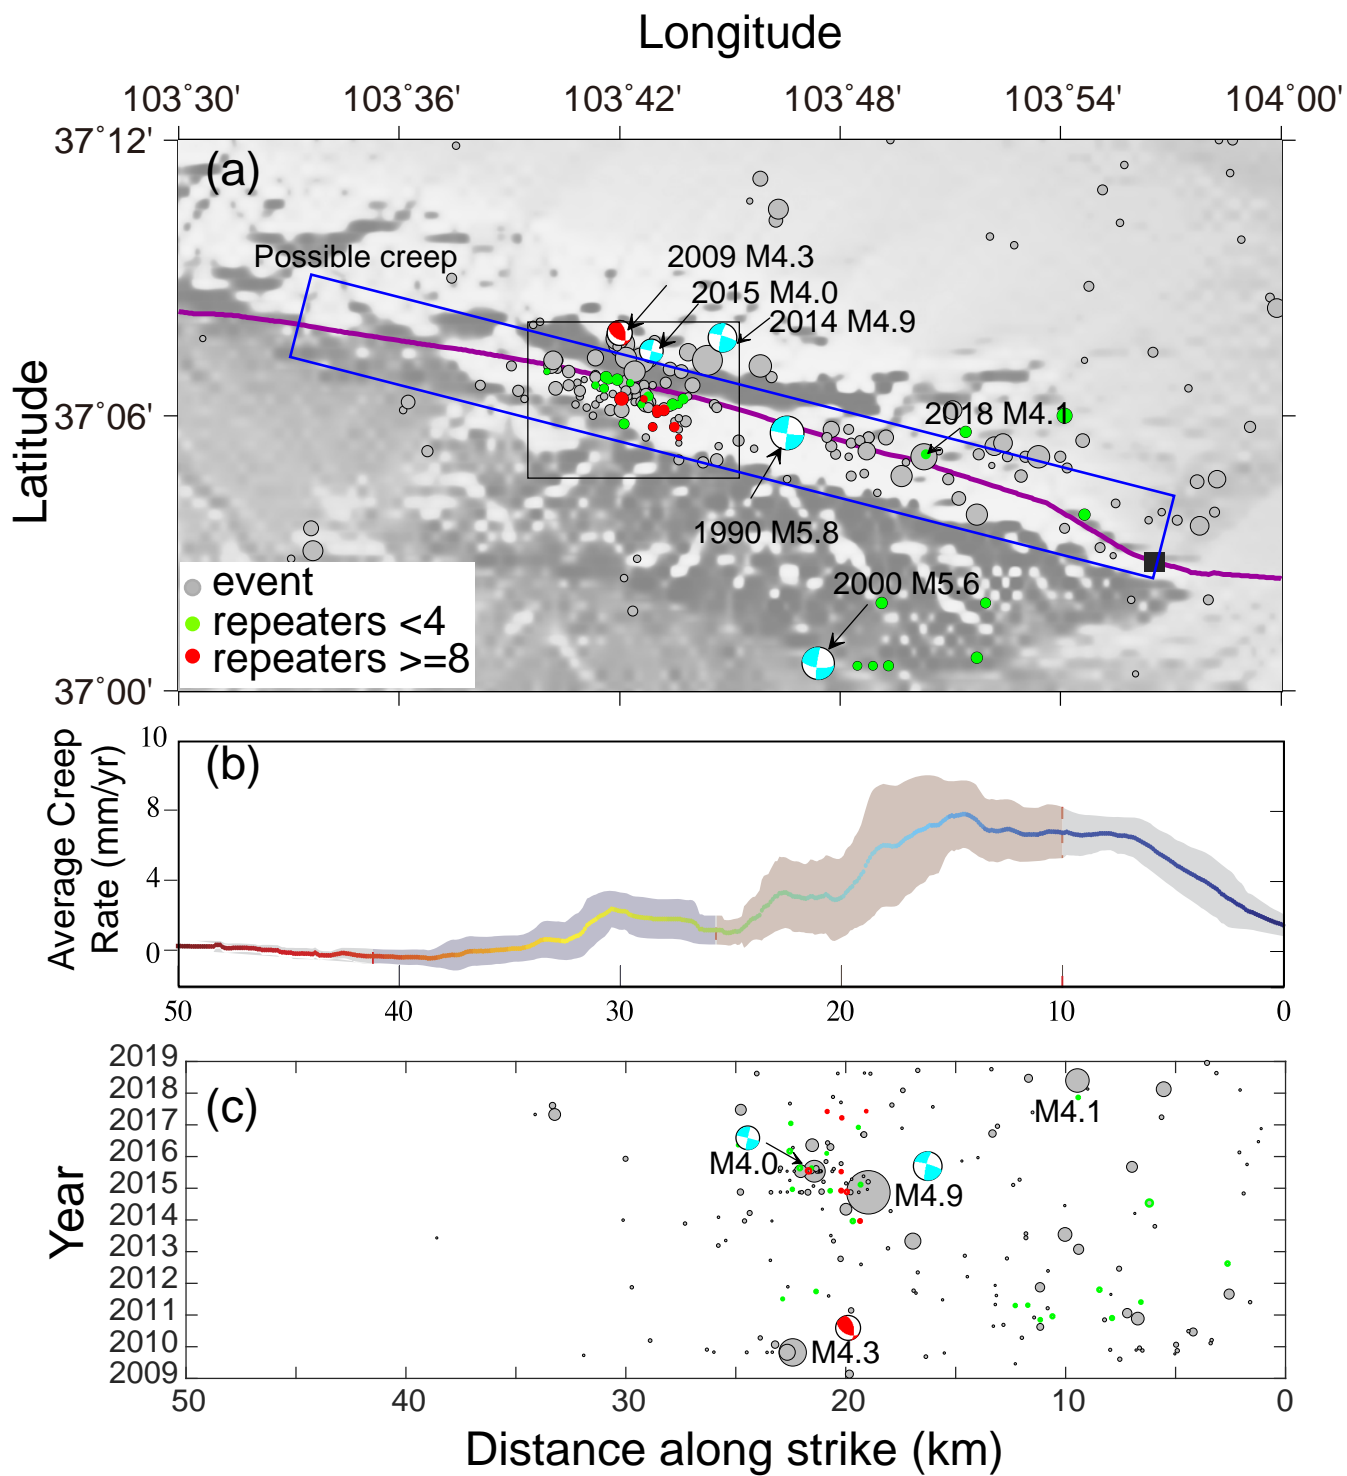 Longitude
103°30' 103°36' 103°42' 103°48' 103°54' 104°00'
37°12'
(a)
2009 M4.3
Possible creep
2015 M4.0
2014 M4.9
Latitude
37°06'
2018 M4.1
1990 M5.8
event
2000 M5.6
repeaters <4
repeaters >=8
37°00'
10
(b)
Average Creep
Rate (mm/yr)
8
4
0
50 40 30 20 10 0
2019
2018
(c)
M4.1
2017
2016
M4.0
2015
M4.9
Year
2014
2013
2012
2011
2010
M4.3
2009
50 40 30 20 10 0
Distance along strike (km)